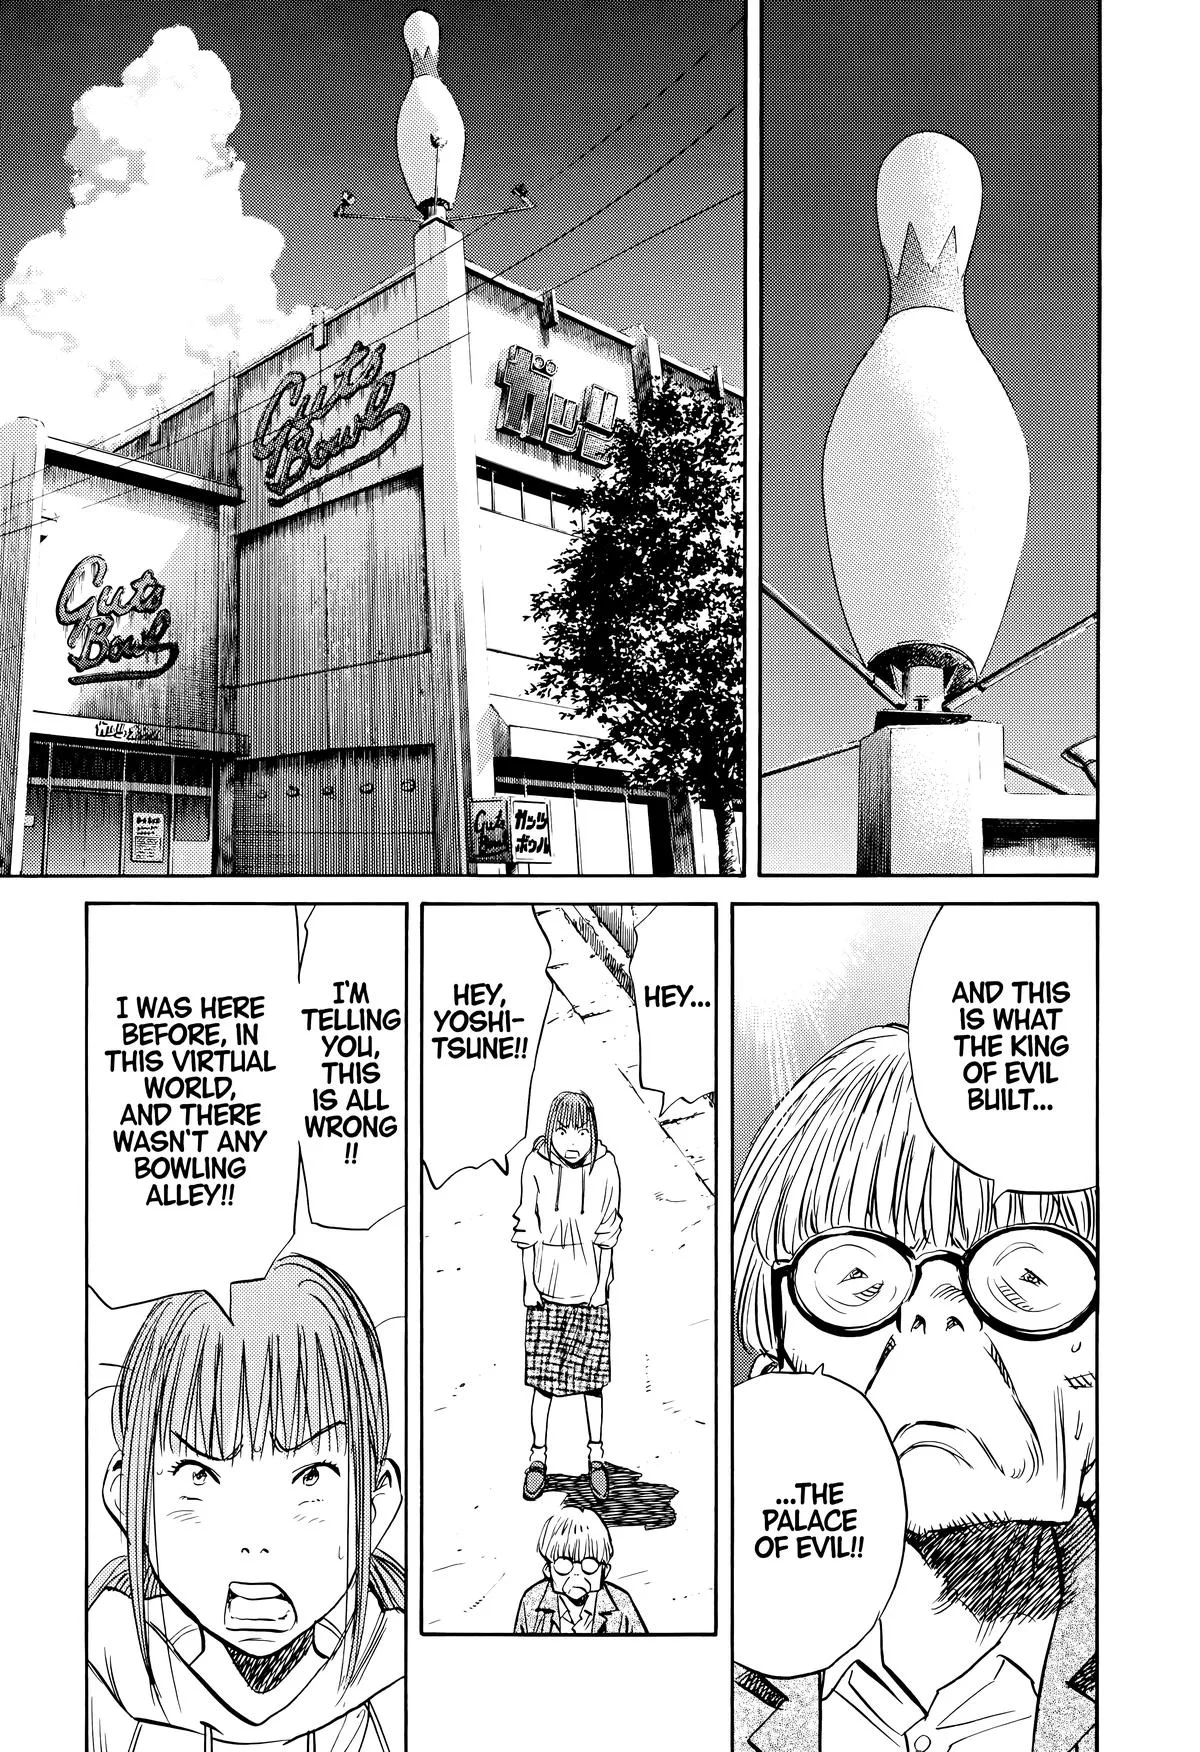 Guts
Bowl
ガッ
Guts
Bowl
Guts
Bowl
ガッツ
ボウル
AND THIS
IS WHAT
THE KING
OF EVIL
BUILT...
...THE
PALACE
OF EVIL!!
HEY...
HEY,
YOSHI-
TSUNE!!
I'M
TELLING
YOU,
THIS
IS ALL
WRONG
!!
I WAS HERE
BEFORE, IN
THIS VIRTUAL
WORLD,
AND THERE
WASN'T ANY
BOWLING
ALLEY!!